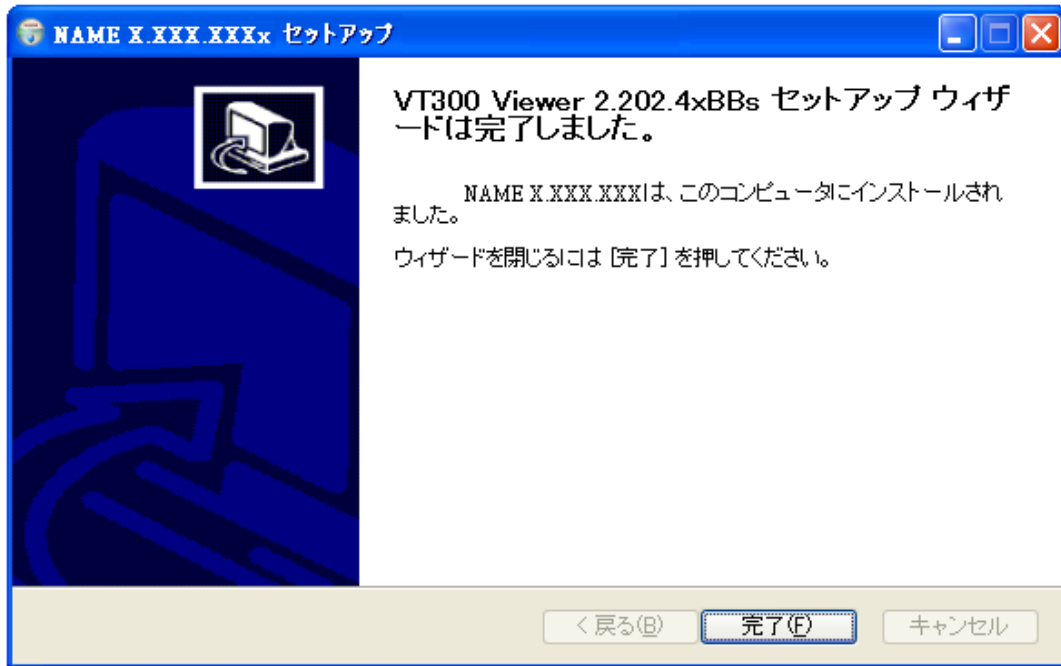 NAME X.XXX.XXXx セットアップ
VT300 Viewer 2.202.4xBBs セットアップ ウィザ
ードは完了しました。
NAME X.XXX.XXXは、このコンピュータにインストールされ
ました。
ウィザードを閉じるには [完了] を押してください。
< 戻る(B)
完了(F)
キャンセル